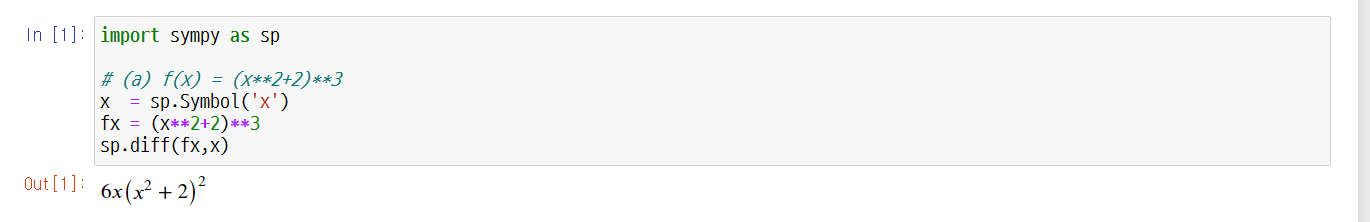 In [1]: import sympy as sp
# (a) f(x) = (x**2+2)**3
x  = sp.Symbol('x')
fx = (x**2+2)**3
sp.diff(fx,x)
Out[1]: 6x(x² + 2)²